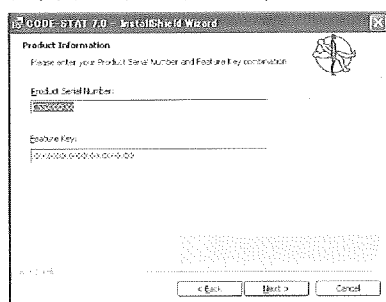 CODE-STAT 7.0 - InstallShield Wizard
Product Information
Please enter your Product Serial Number and Feature Key combination
Product Serial Number:
Feature Key:
< Back
Next >
Cancel